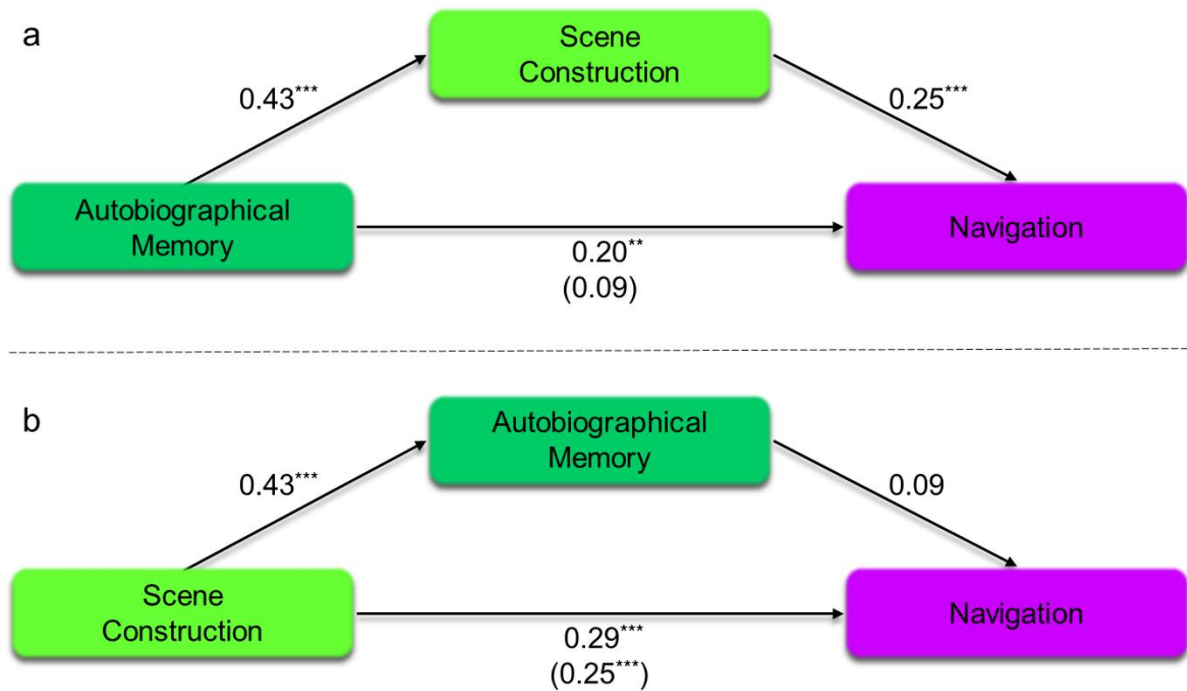 a
Scene
Construction
0.43***
0.25***
Autobiographical
Memory
Navigation
0.20**
(0.09)
b
Autobiographical
Memory
0.43***
0.09
Scene
Construction
Navigation
0.29***
(0.25***)